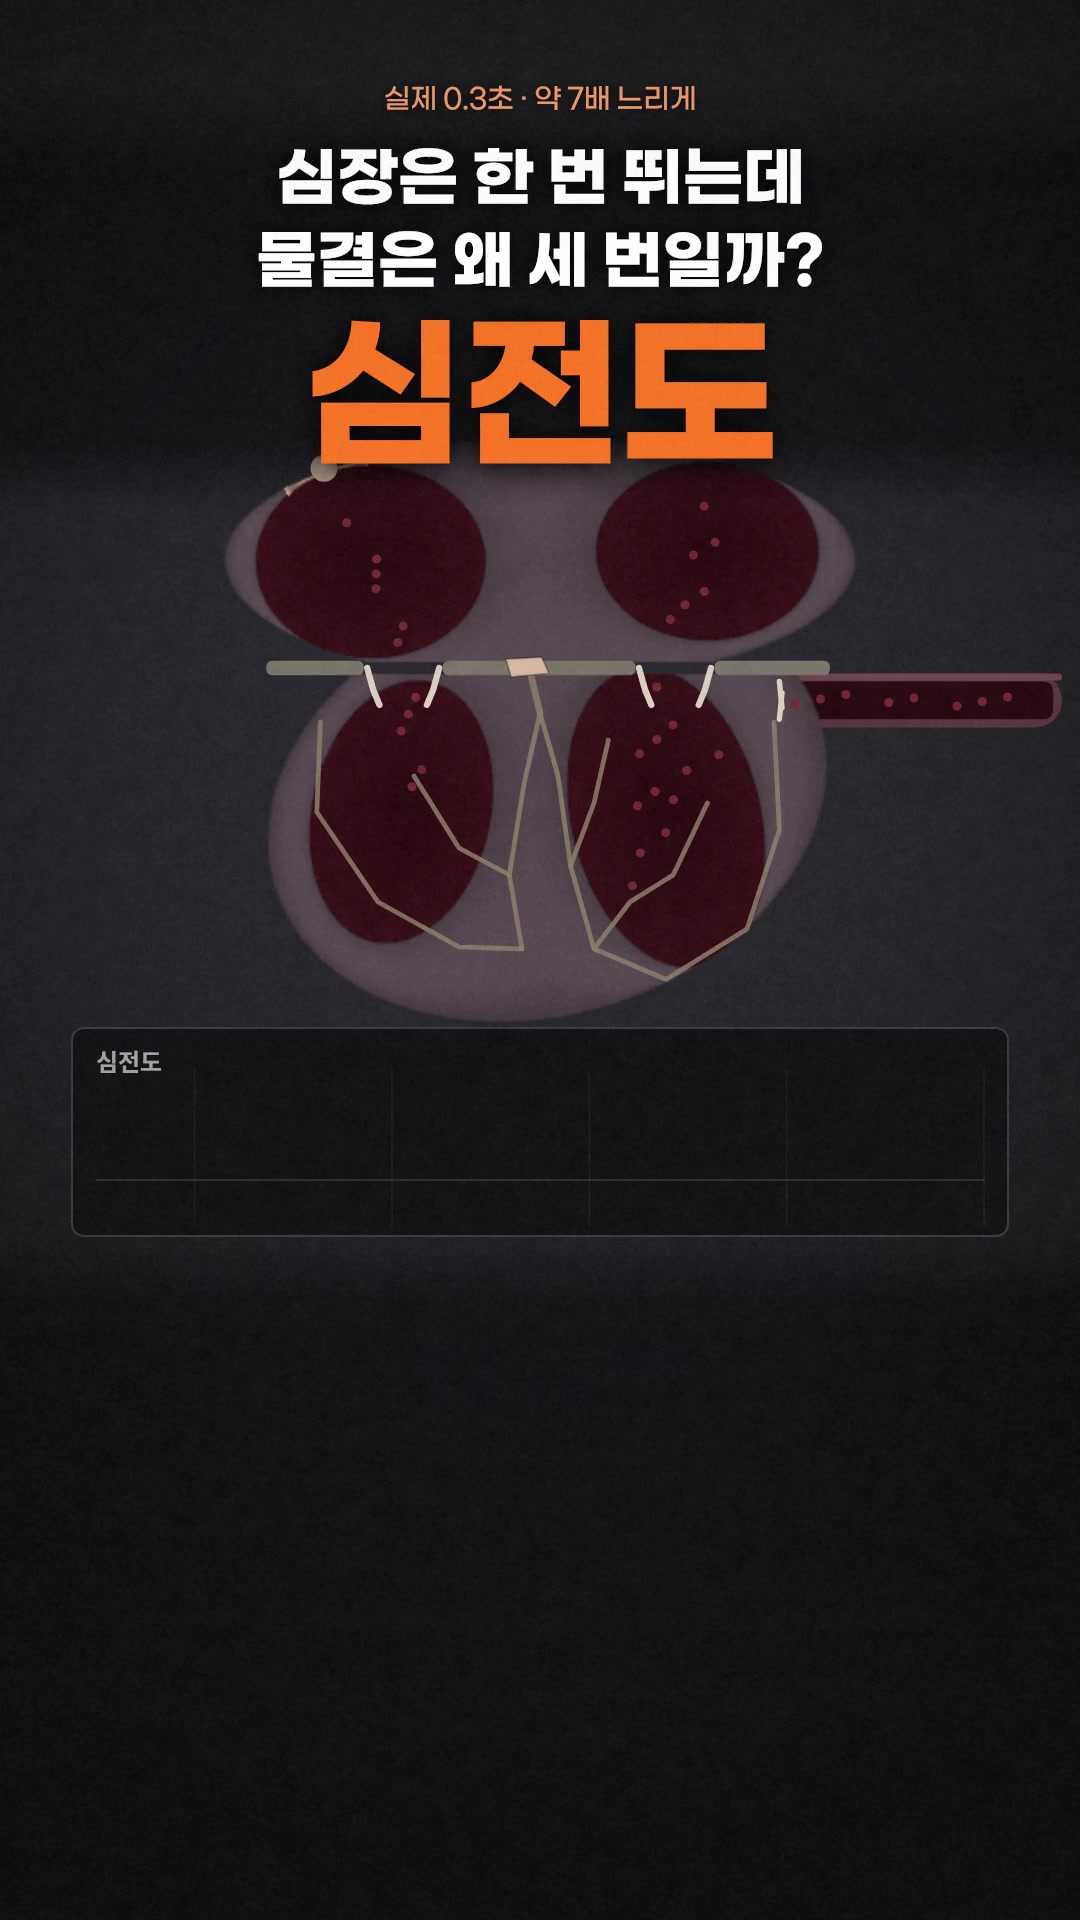 실제 0.3초 · 약 7배 느리게
심장은 한 번 뛰는데
물결은 왜 세 번일까?
심전도
심전도